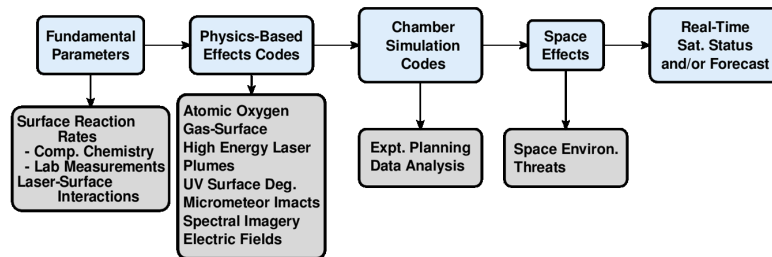 Fundamental
Parameters
Physics-Based
Effects Codes
Chamber
Simulation
Codes
Space
Effects
Real-Time
Sat. Status
and/or Forecast
Surface Reaction
Rates
- Comp. Chemistry
- Lab Measurements
Laser-Surface
Interactions
Atomic Oxygen
Gas-Surface
High Energy Laser
Plumes
UV Surface Deg.
Micrometeor Imacts
Spectral Imagery
Electric Fields
Expt. Planning
Data Analysis
Space Environ.
Threats